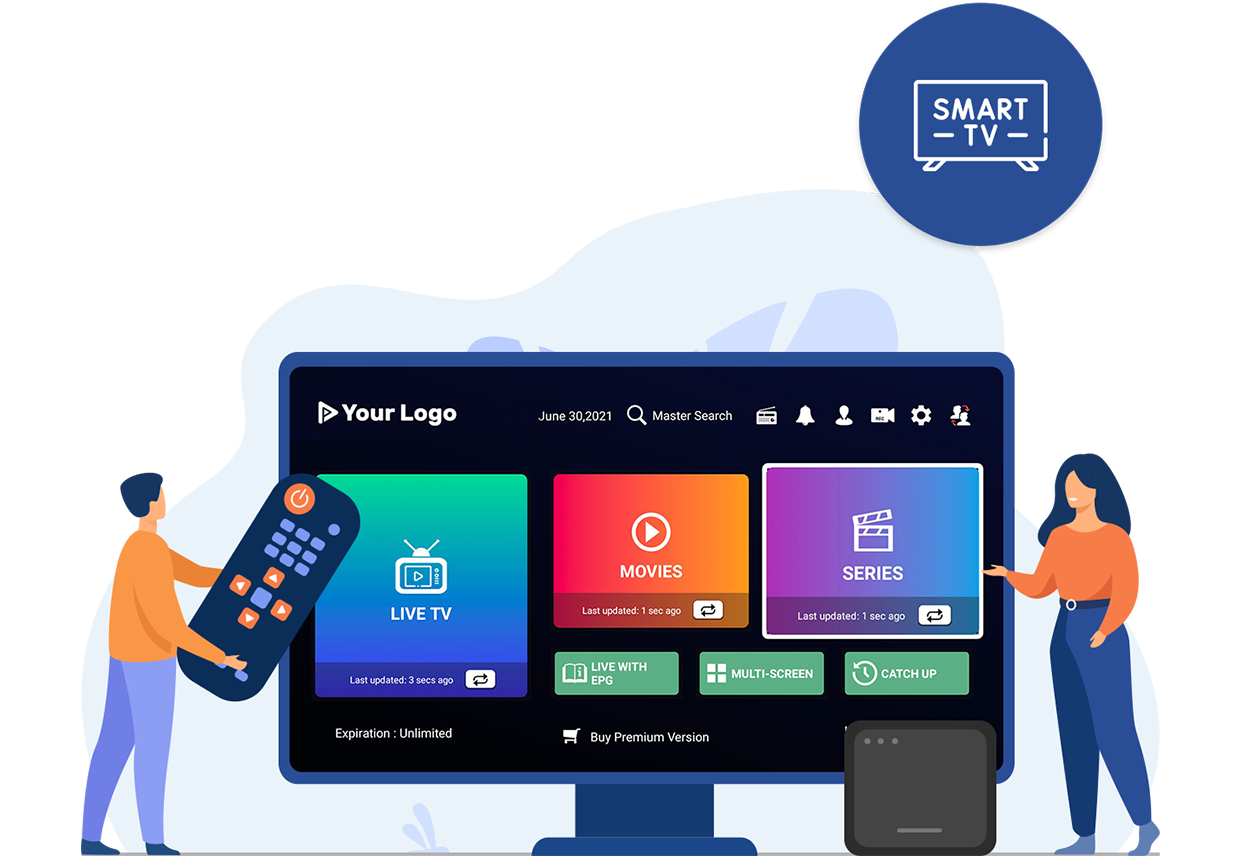 SMART
TV
Your Logo
June 30,2021
Master Search
REC
LIVE TV
Last updated: 3 secs ago
MOVIES
Last updated: 1 sec ago
SERIES
Last updated: 1 sec ago
LIVE WITH
EPG
MULTI-SCREEN
CATCH UP
Expiration : Unlimited
Buy Premium Version